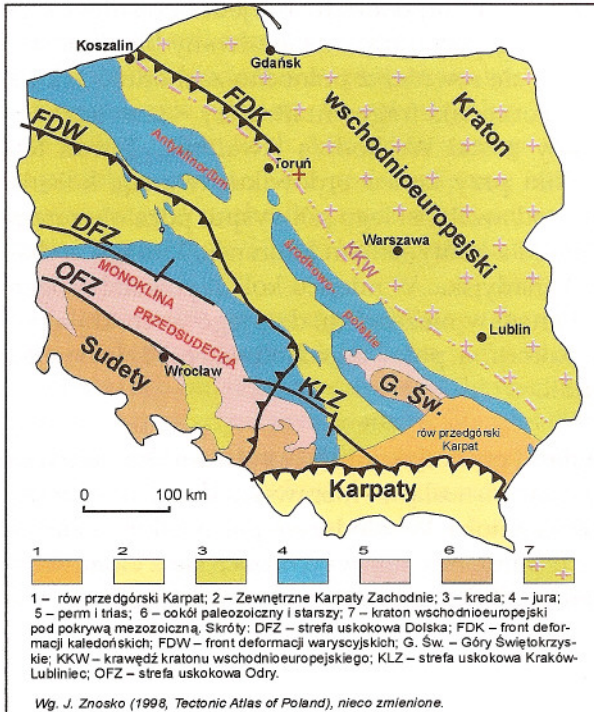 Koszalin
Gdańsk
FDK
Kraton
wschodnioeuropejski
FDW
Antyklinorium
Toruń
DFZ
środkowo
KKW
Warszawa
OFZ
MONOKLINA
PRZEDSUDECKA
polskie
Lublin
Sudety
Wrocław
KLZ
G. Św.
rów przedgórski
Karpat
0 100 km
Karpaty
1 2 3 4 5 6 7
1 – rów przedgórski Karpat; 2 – Zewnętrzne Karpaty Zachodnie; 3 – kreda; 4 – jura;
5 – perm i trias; 6 – cokół paleozoiczny i starszy; 7 – kraton wschodnioeuropejski
pod pokrywą mezozoiczną. Skróty: DFZ – strefa uskokowa Dolska; FDK – front defor-
macji kaledońskich; FDW – front deformacji waryscyjskich; G. Św. – Góry Świętokrzys-
kie; KKW – krawędź kratonu wschodnioeuropejskiego; KLZ – strefa uskokowa Kraków-
Lubliniec; OFZ – strefa uskokowa Odry.
Wg. J. Znosko (1998, Tectonic Atlas of Poland), nieco zmienione.